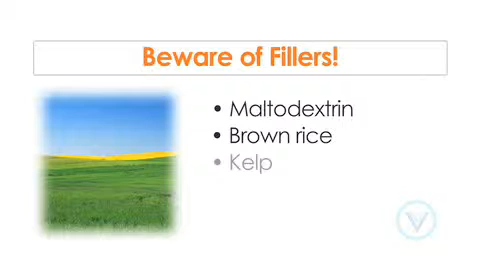 Beware of Fillers!
• Maltodextrin
• Brown rice
• Kelp